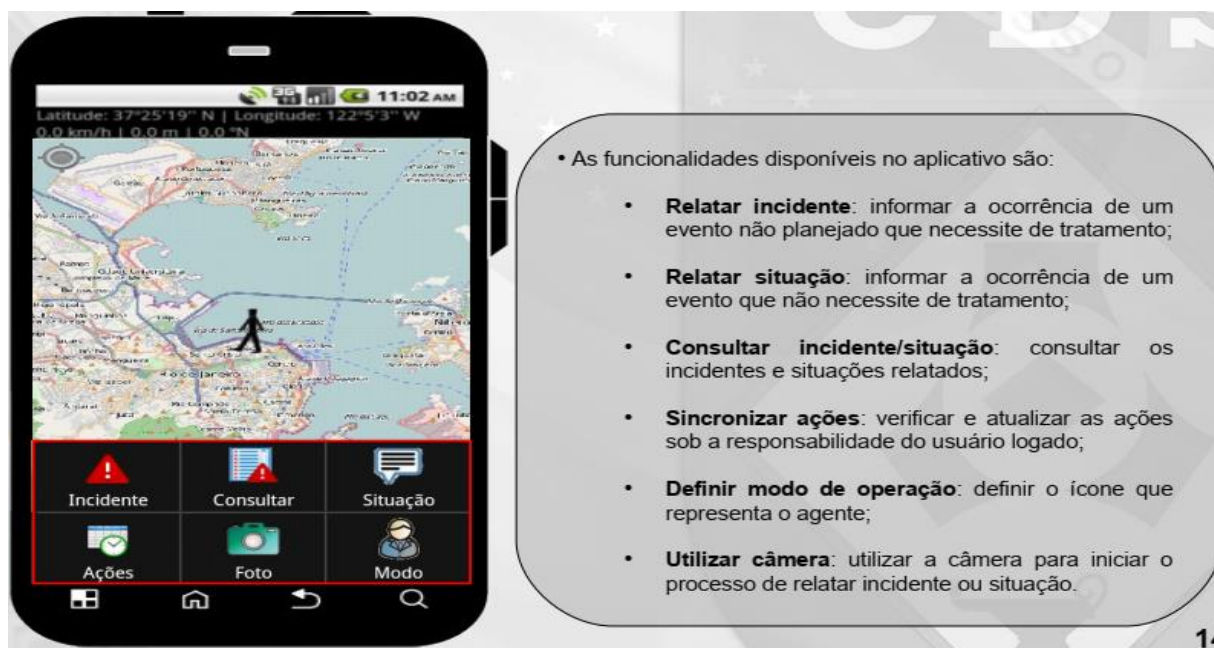 CDS
11:02 AM
Latitude: 37°25'19" N | Longitude: 122°5'3" W
0.0 km/h | 0.0 m | 0.0 °N
Incidente
Consultar
Situação
Ações
Foto
Modo
• As funcionalidades disponíveis no aplicativo são:
• Relatar incidente: informar a ocorrência de um
evento não planejado que necessite de tratamento;
• Relatar situação: informar a ocorrência de um
evento que não necessite de tratamento;
• Consultar incidente/situação: consultar os
incidentes e situações relatados;
• Sincronizar ações: verificar e atualizar as ações
sob a responsabilidade do usuário logado;
• Definir modo de operação: definir o ícone que
representa o agente;
• Utilizar câmera: utilizar a câmera para iniciar o
processo de relatar incidente ou situação.
14